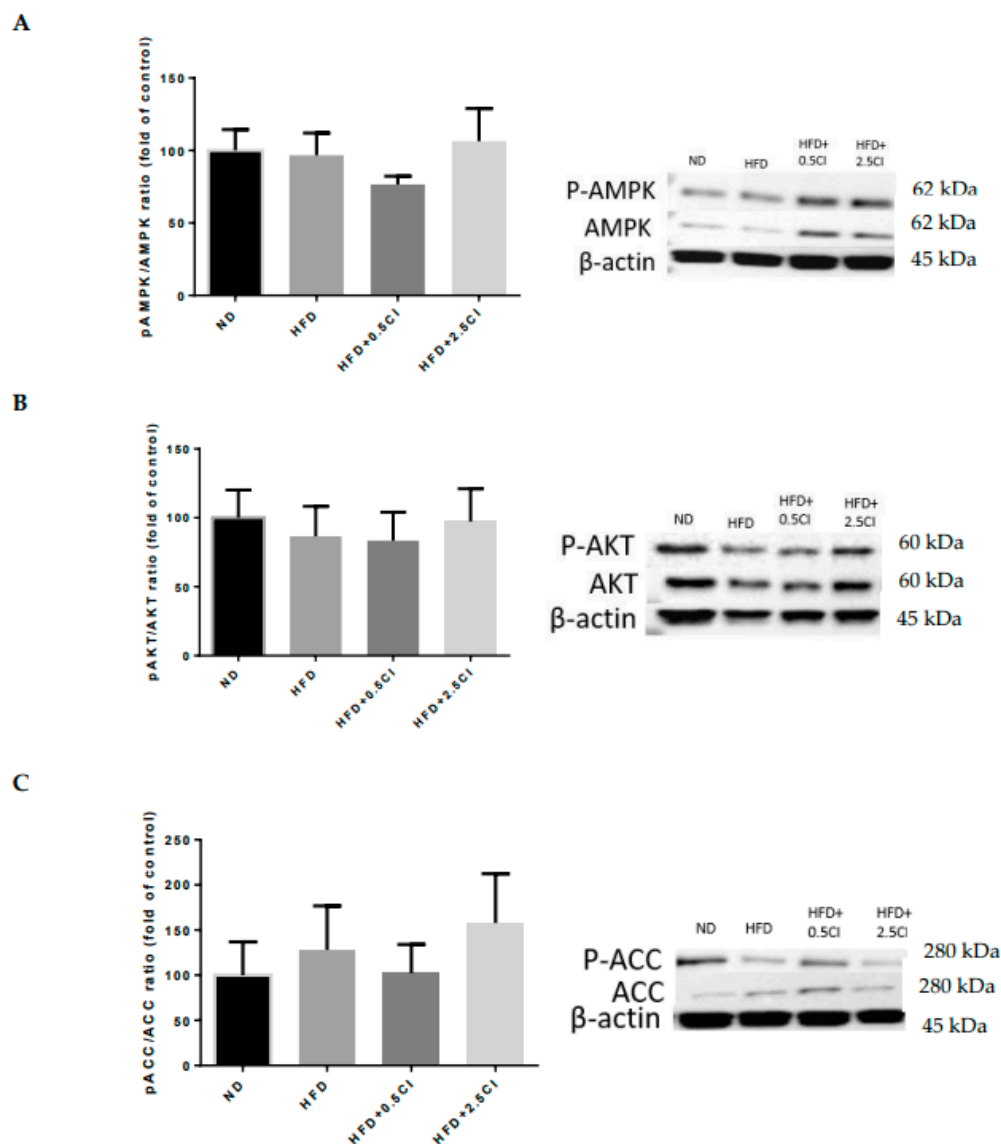 A
pAMPK/AMPK ratio (fold of control)
150
100
50
0
ND
HFD
HFD+0.5CI
HFD+2.5CI
ND
HFD
HFD+
0.5CI
HFD+
2.5CI
P-AMPK
62 kDa
AMPK
62 kDa
β-actin
45 kDa
B
pAKT/AKT ratio (fold of control)
150
100
50
0
ND
HFD
HFD+0.5CI
HFD+2.5CI
ND
HFD
HFD+
0.5CI
HFD+
2.5CI
P-AKT
60 kDa
AKT
60 kDa
β-actin
45 kDa
C
pACC/ACC ratio (fold of control)
250
200
150
100
50
0
ND
HFD
HFD+0.5CI
HFD+2.5CI
ND
HFD
HFD+
0.5CI
HFD+
2.5CI
P-ACC
280 kDa
ACC
280 kDa
β-actin
45 kDa